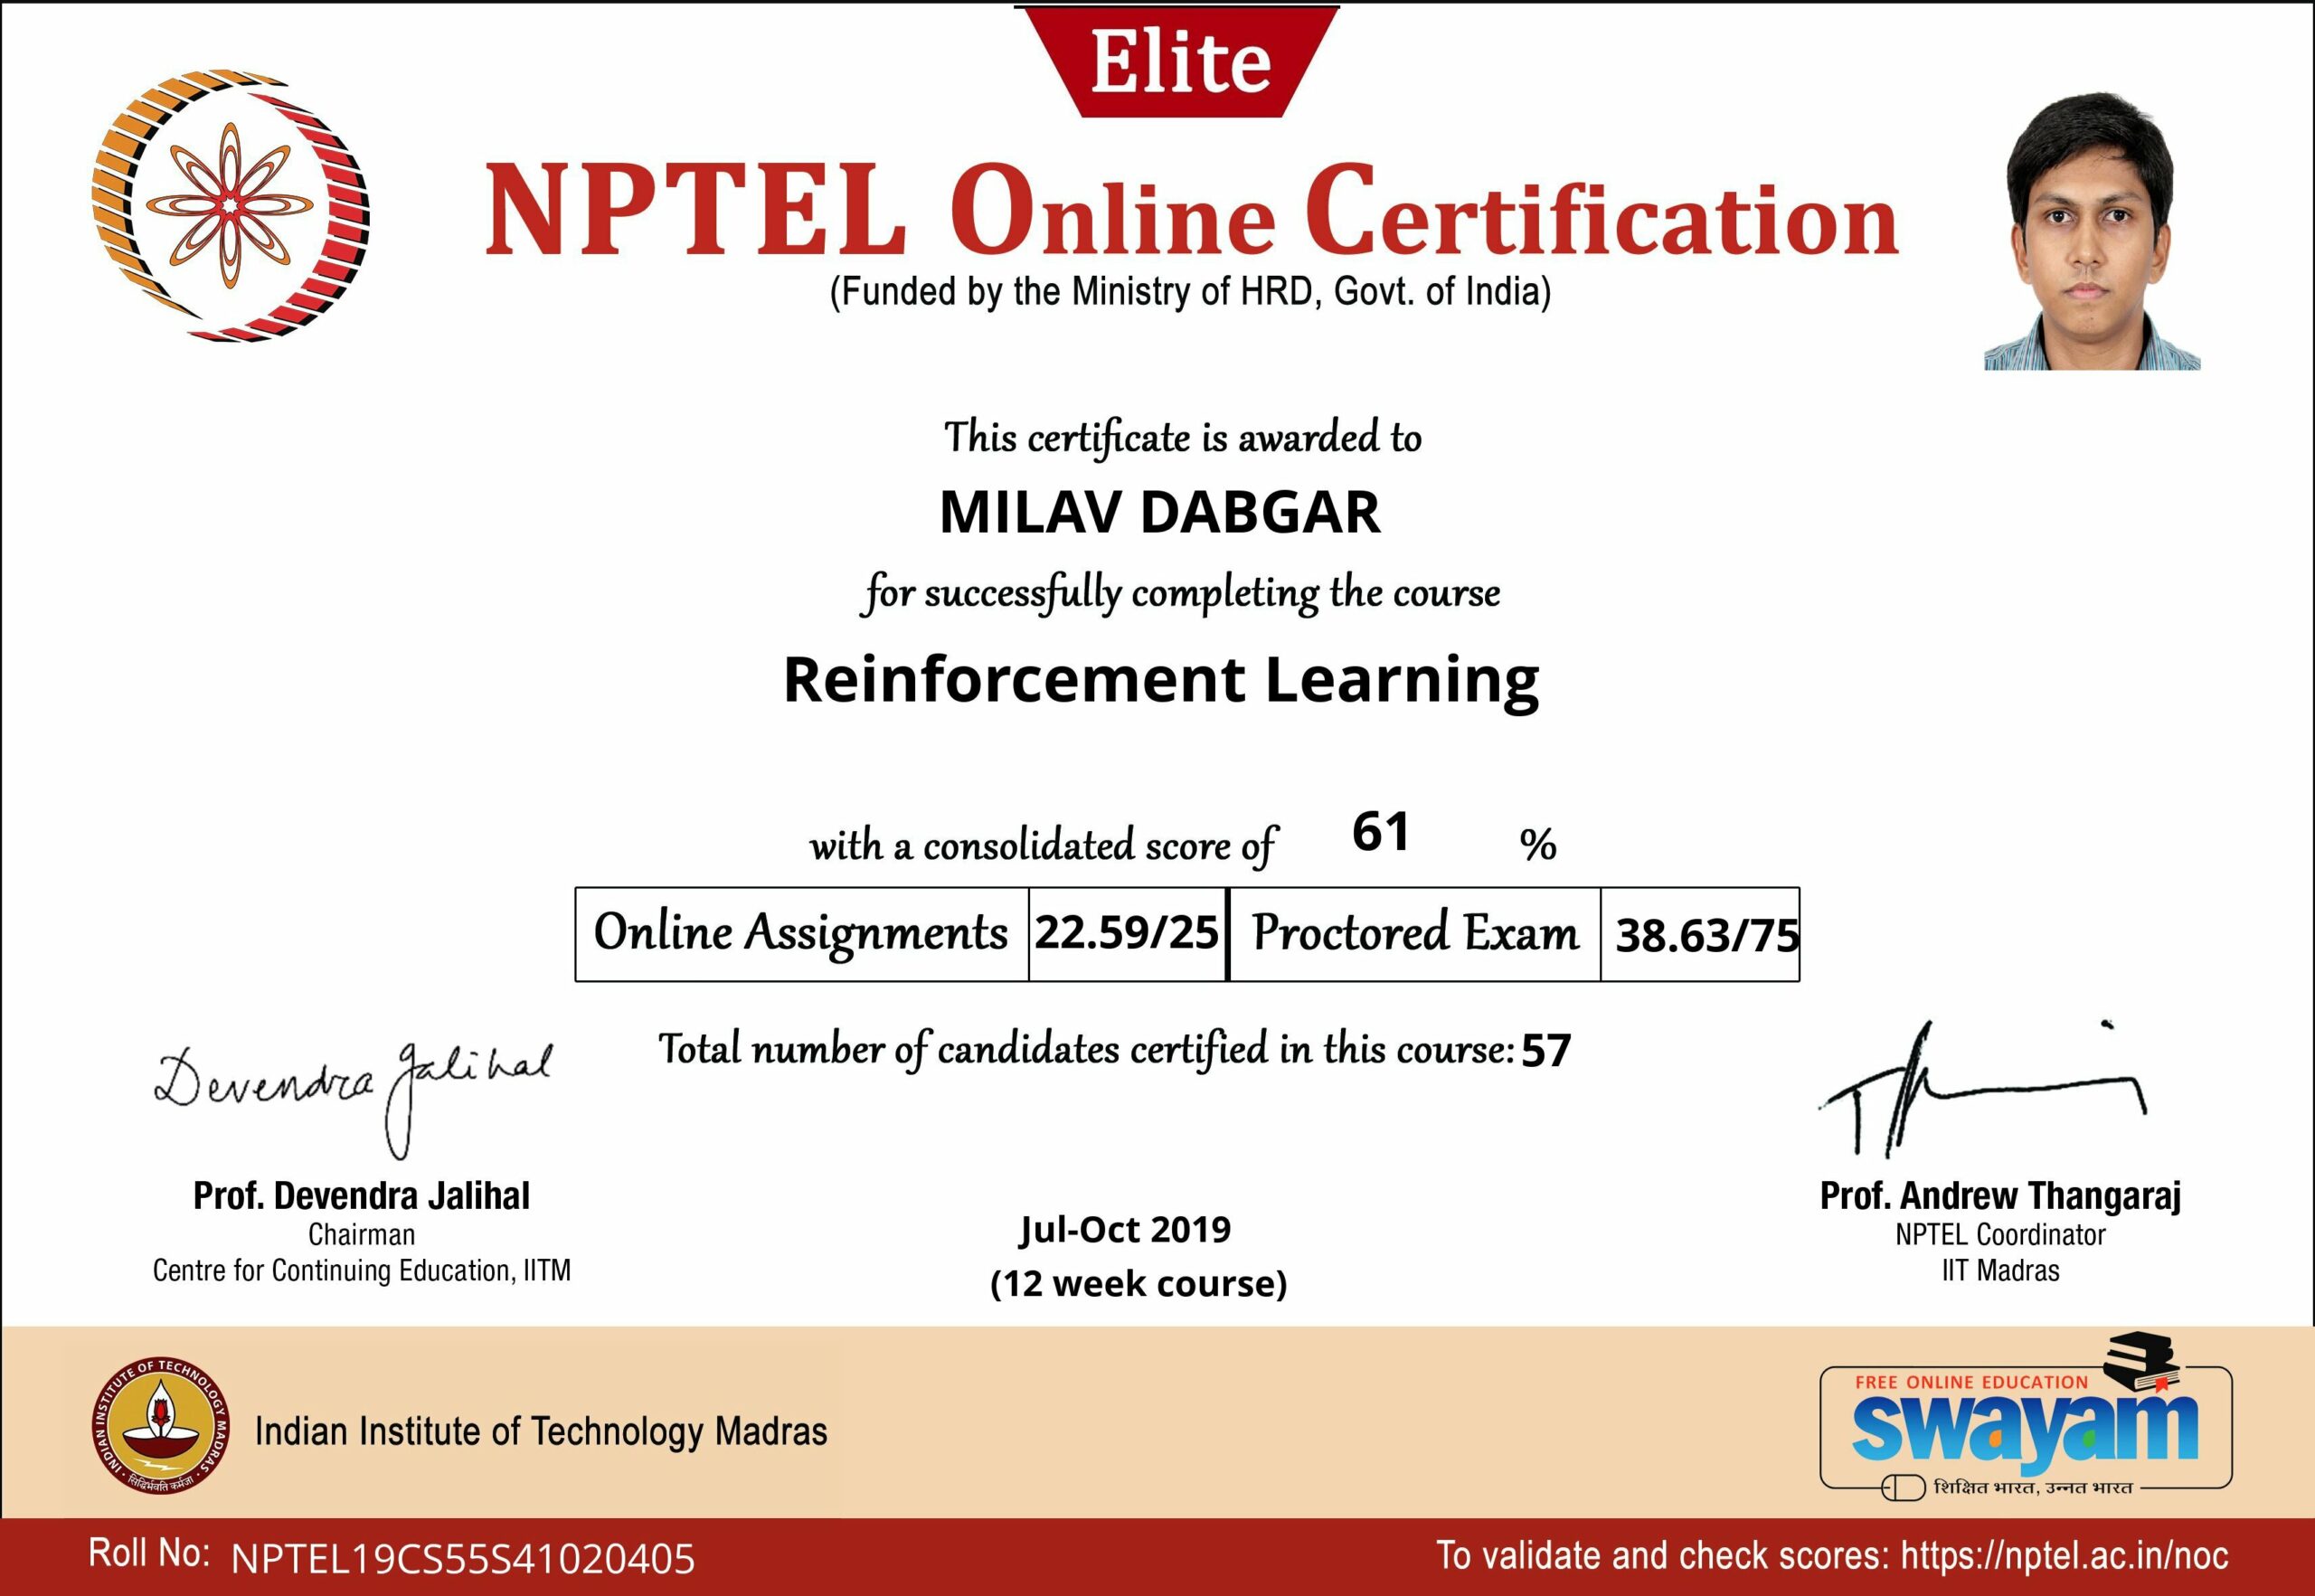 Elite
NPTEL Online Certification
(Funded by the Ministry of HRD, Govt. of India)
This certificate is awarded to
MILAV DABGAR
for successfully completing the course
Reinforcement Learning
with a consolidated score of 61 %
Online Assignments 22.59/25 Proctored Exam 38.63/75
Total number of candidates certified in this course: 57
Devendra Jalihal
Prof. Devendra Jalihal
Chairman
Centre for Continuing Education, IITM
Jul-Oct 2019
(12 week course)
Prof. Andrew Thangaraj
NPTEL Coordinator
IIT Madras
INDIAN INSTITUTE OF TECHNOLOGY MADRAS
सिद्धिर्भवति कर्मजा
Indian Institute of Technology Madras
FREE ONLINE EDUCATION
swayam
शिक्षित भारत, उन्नत भारत
Roll No: NPTEL19CS55S41020405
To validate and check scores: https://nptel.ac.in/noc